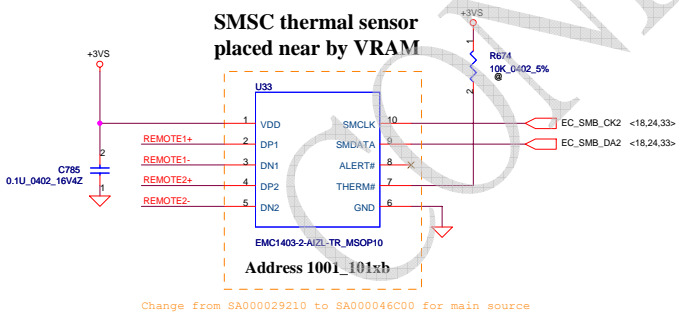 SMSC thermal sensor
placed near by VRAM
+3VS
+3VS
1
R674
10K_0402_5%
@
2
U33
1 VDD SMCLK 10 EC_SMB_CK2 <18,24,33>
REMOTE1+ 2 DP1 SMDATA 9 EC_SMB_DA2 <18,24,33>
REMOTE1- 3 DN1 ALERT# 8
REMOTE2+ 4 DP2 THERM# 7
REMOTE2- 5 DN2 GND 6
2
C785
0.1U_0402_16V4Z
1
EMC1403-2-AIZL-TR_MSOP10
Address 1001_101xb
Change from SA000029210 to SA000046C00 for main source